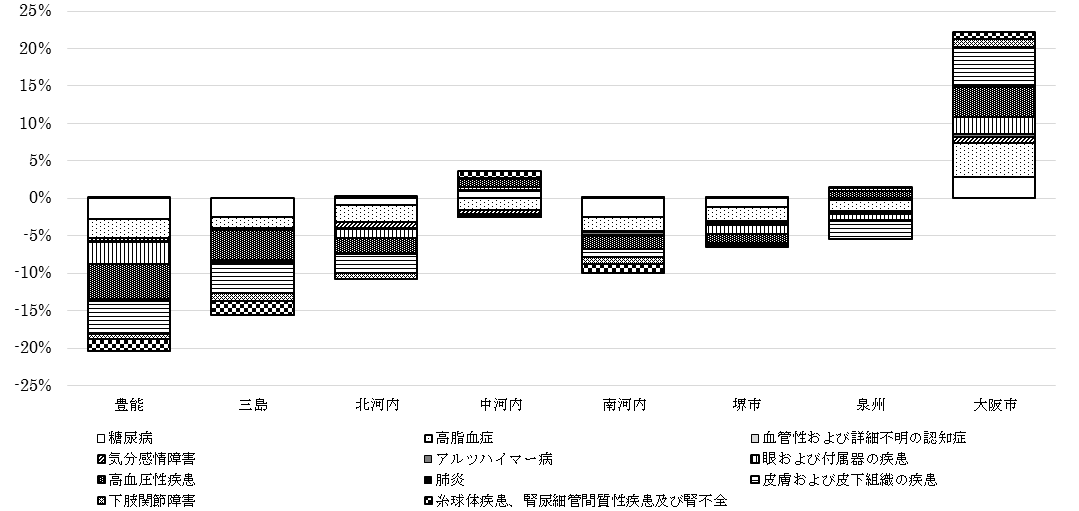 25%
20%
15%
10%
5%
0%
-5%
-10%
-15%
-20%
-25%
豊能 三島 北河内 中河内 南河内 堺市 泉州 大阪市
糖尿病 高脂血症 血管性および詳細不明の認知症
気分感情障害 アルツハイマー病 眼および付属器の疾患
高血圧性疾患 肺炎 皮膚および皮下組織の疾患
下肢関節障害 糸球体疾患、腎尿細管間質性疾患及び腎不全